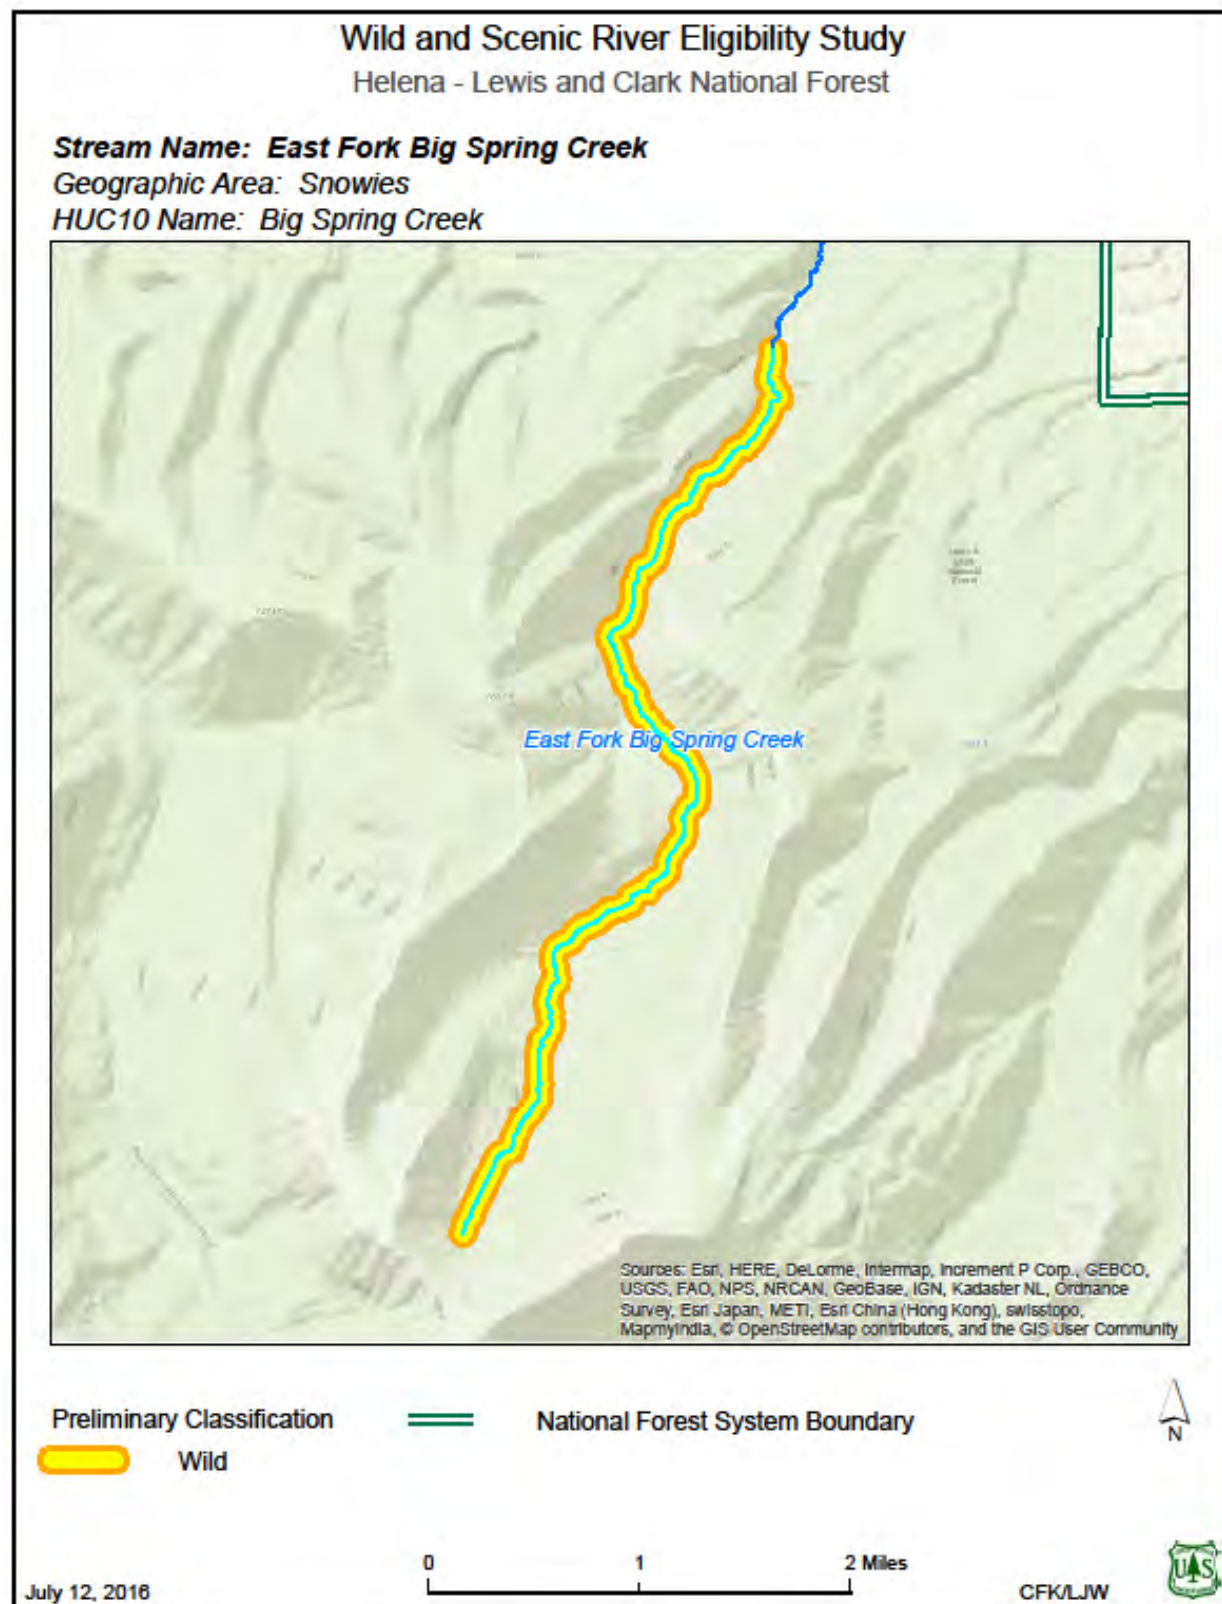 Wild and Scenic River Eligibility Study
Helena - Lewis and Clark National Forest
Stream Name: East Fork Big Spring Creek
Geographic Area: Snowies
HUC10 Name: Big Spring Creek
East Fork Big Spring Creek
Sources: Esri, HERE, DeLorme, Intermap, Increment P Corp., GEBCO,
USGS, FAO, NPS, NRCAN, GeoBase, IGN, Kadaster NL, Ordnance
Survey, Esri Japan, METI, Esri China (Hong Kong), swisstopo,
MapmyIndia, © OpenStreetMap contributors, and the GIS User Community
Preliminary Classification
National Forest System Boundary
Wild
N
0 1 2 Miles
July 12, 2016
CFK/LJW
US